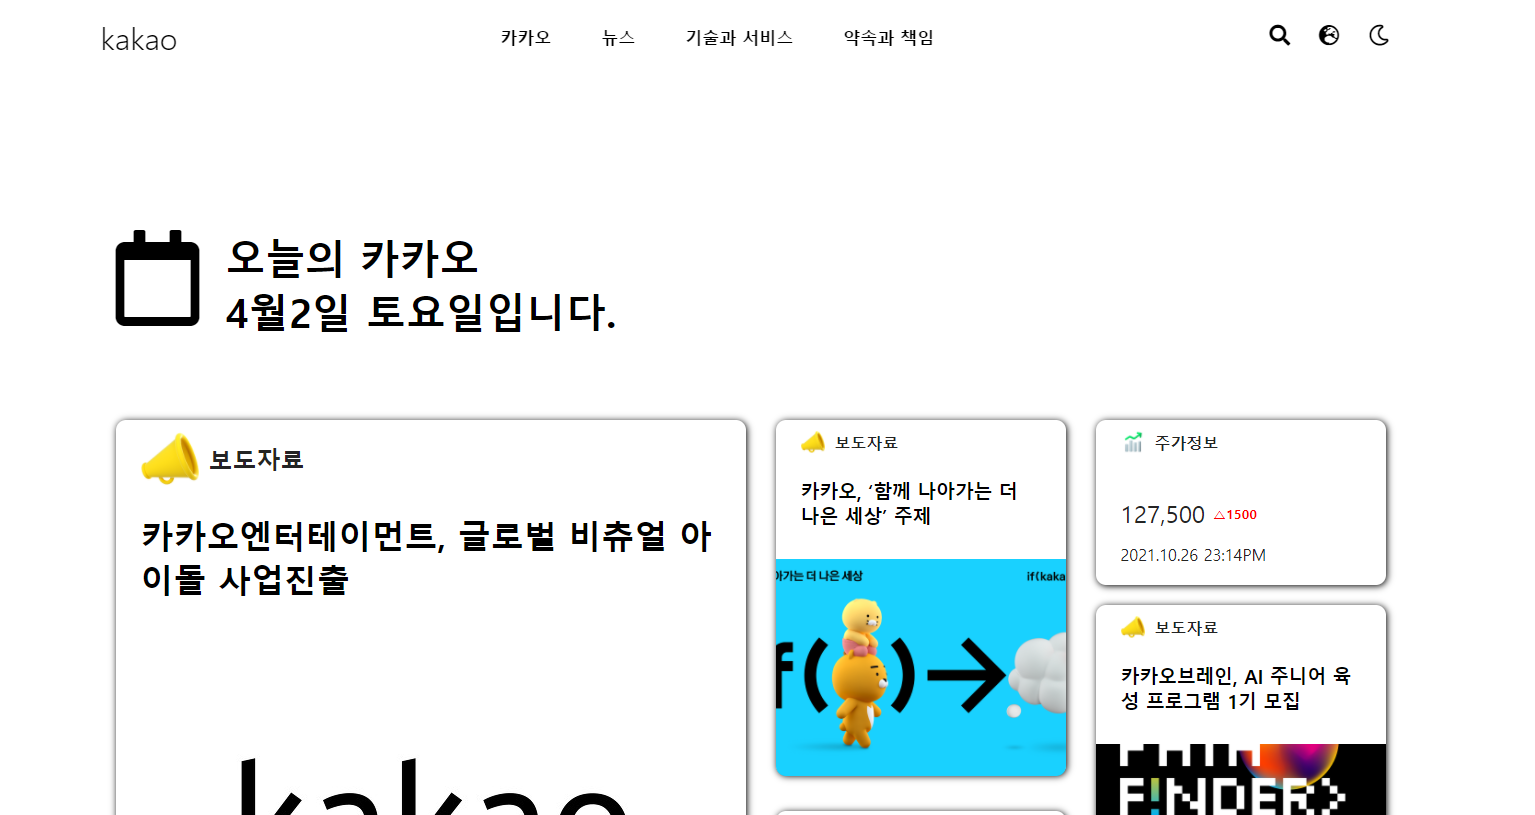 kakao
카카오
뉴스
기술과 서비스
약속과 책임
오늘의 카카오
4월2일 토요일입니다.
보도자료
카카오엔터테이먼트, 글로벌 비츄얼 아
이돌 사업진출
kakao
보도자료
카카오, ‘함께 나아가는 더
나은 세상’ 주제
아가는 더 나은 세상
if(kaka
f( )→
주가정보
127,500 △1500
2021.10.26 23:14PM
보도자료
카카오브레인, AI 주니어 육
성 프로그램 1기 모집
F!NDER>